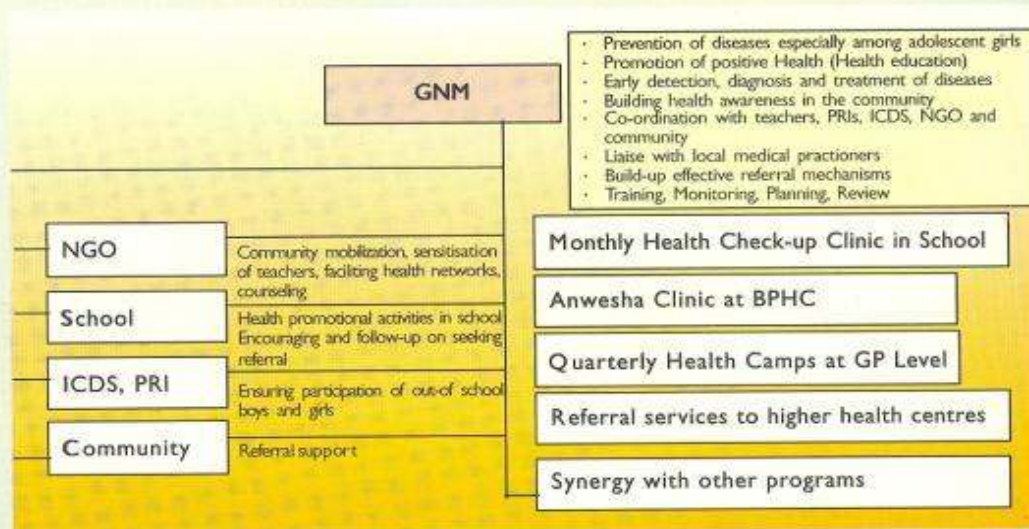 GNM
· Prevention of diseases especially among adolescent girls
· Promotion of positive Health (Health education)
· Early detection, diagnosis and treatment of diseases
· Building health awareness in the community
· Co-ordination with teachers, PRIs, ICDS, NGO and
community
· Liaise with local medical practioners
· Build-up effective referral mechanisms
· Training, Monitoring, Planning, Review
NGO
Community mobilization, sensitisation
of teachers, faciliting health networks,
counseling
School
Health promotional activities in school
Encouraging and follow-up on seeking
referral
ICDS, PRI
Ensuring participation of out-of school
boys and girls
Community
Referral support
Monthly Health Check-up Clinic in School
Anwesha Clinic at BPHC
Quarterly Health Camps at GP Level
Referral services to higher health centres
Synergy with other programs